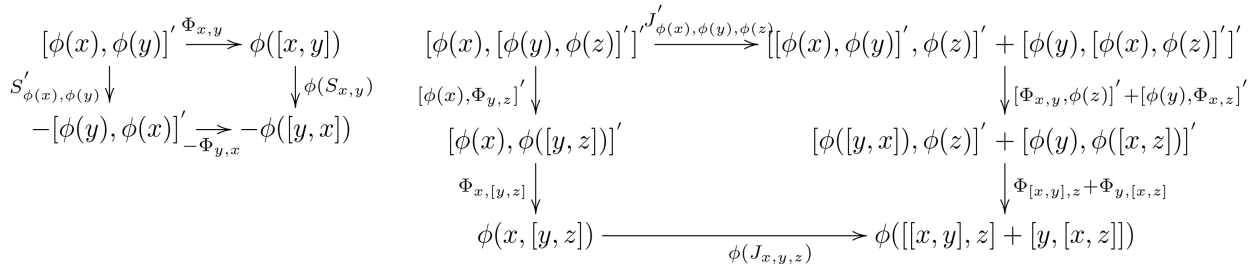 [ϕ(x), ϕ(y)]′ Φ_{x,y} ϕ([x, y])
S′_{ϕ(x),ϕ(y)} ϕ(S_{x,y})
−[ϕ(y), ϕ(x)]′ −Φ_{y,x} −ϕ([y, x])
[ϕ(x), [ϕ(y), ϕ(z)]′]′ J′_{ϕ(x),ϕ(y),ϕ(z)} [[ϕ(x), ϕ(y)]′, ϕ(z)]′ + [ϕ(y), [ϕ(x), ϕ(z)]′]′
[ϕ(x),Φ_{y,z}]′ [Φ_{x,y},ϕ(z)]′+[ϕ(y),Φ_{x,z}]′
[ϕ(x), ϕ([y, z])]′ [ϕ([y, x]), ϕ(z)]′ + [ϕ(y), ϕ([x, z])]′
Φ_{x,[y,z]} Φ_{[x,y],z}+Φ_{y,[x,z]}
ϕ(x, [y, z]) ϕ(J_{x,y,z}) ϕ([[x, y], z] + [y, [x, z]])